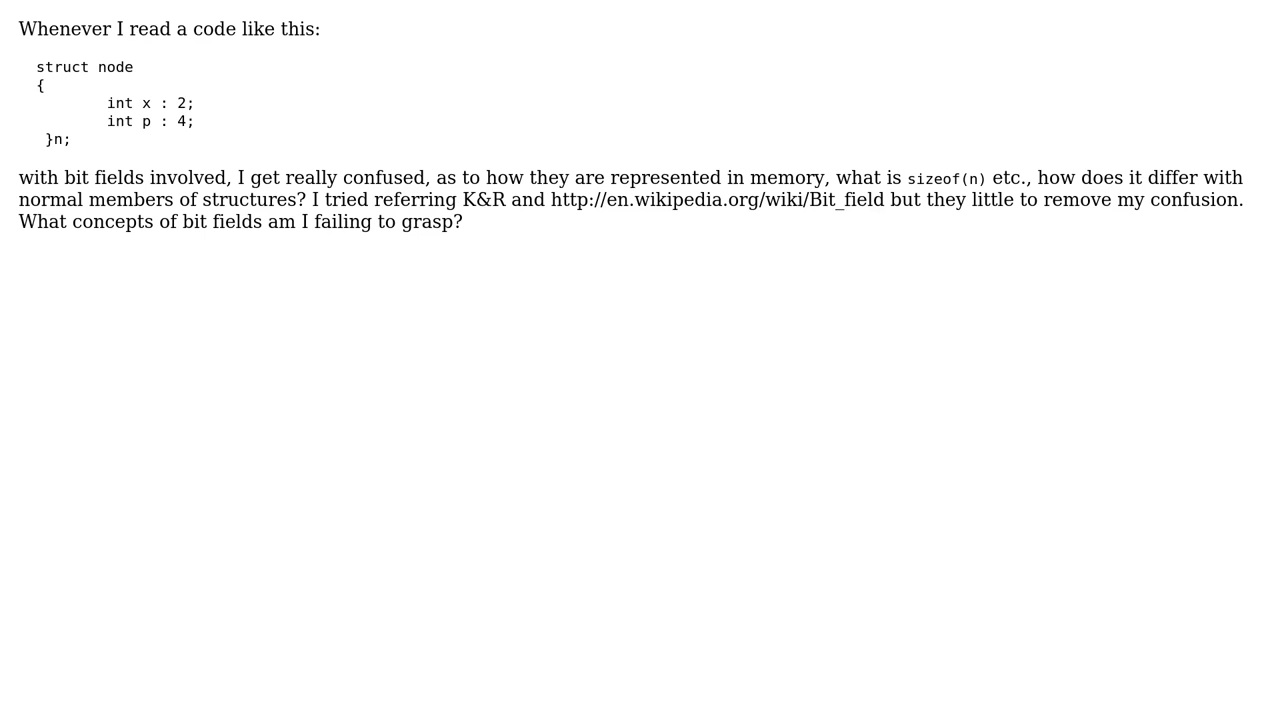 Whenever I read a code like this:
struct node
{
int x : 2;
int p : 4;
}n;
with bit fields involved, I get really confused, as to how they are represented in memory, what is sizeof(n) etc., how does it differ with
normal members of structures? I tried referring K&R and http://en.wikipedia.org/wiki/Bit_field but they little to remove my confusion.
What concepts of bit fields am I failing to grasp?